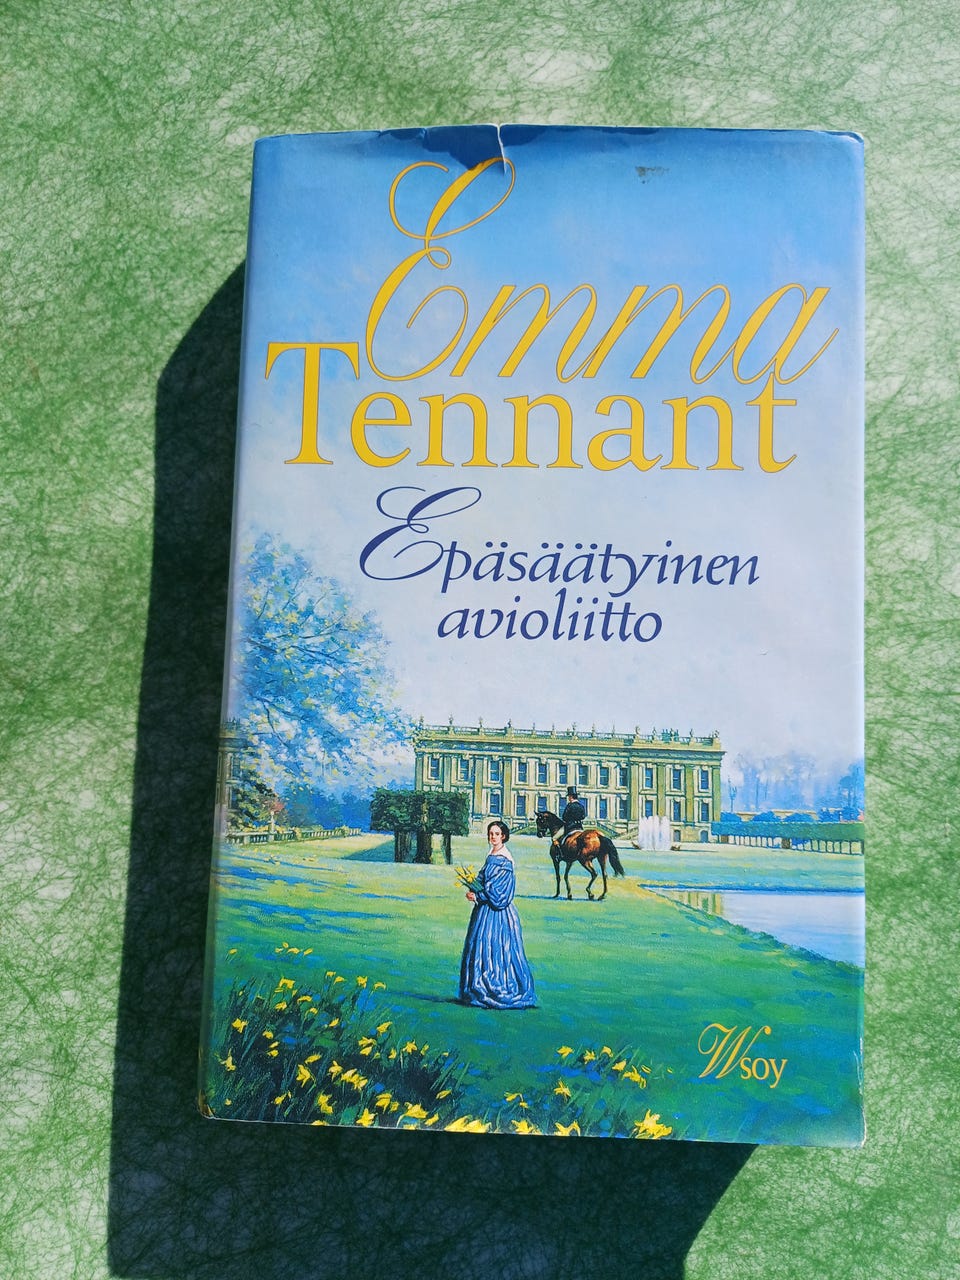 Emma
Tennant
Epäsäätyinen
avioliitto
Wsoy